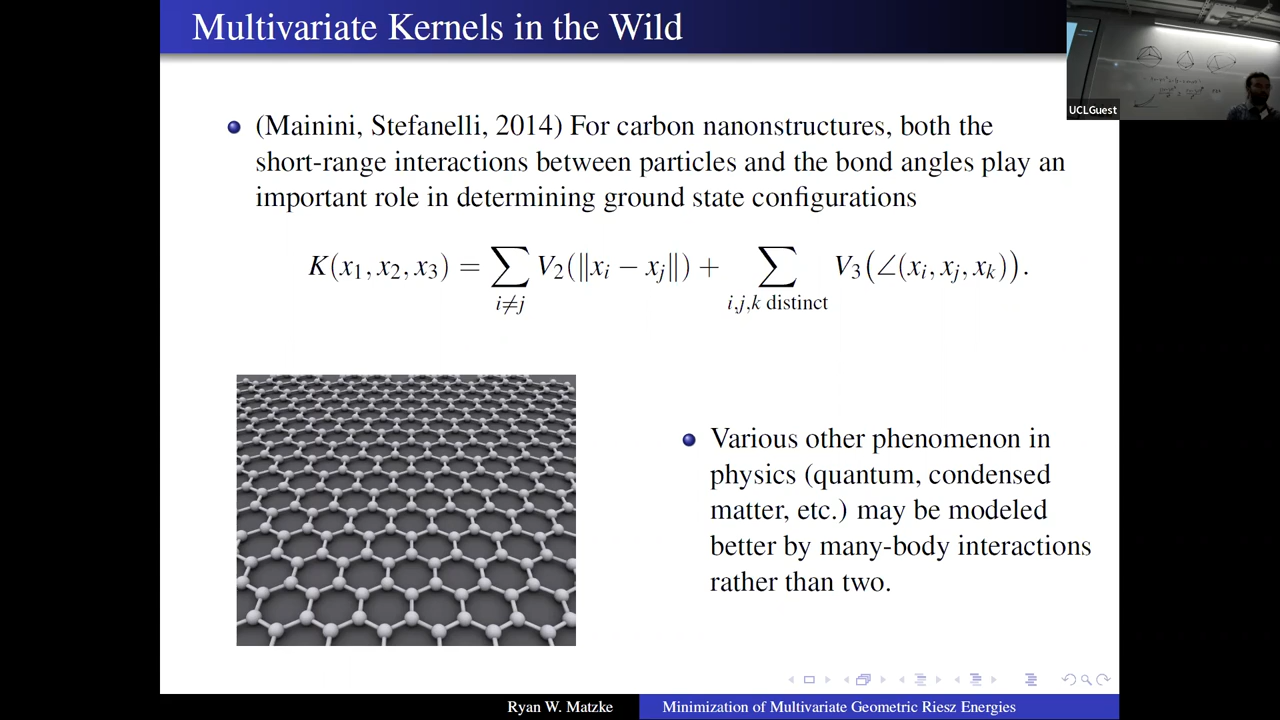 Multivariate Kernels in the Wild
UCLGuest
(Mainini, Stefanelli, 2014) For carbon nanonstructures, both the
short-range interactions between particles and the bond angles play an
important role in determining ground state configurations
K(x₁, x₂, x₃) = ∑ V₂(‖xᵢ − xⱼ‖) + ∑ V₃(∠(xᵢ, xⱼ, xₖ)).
i≠j i,j,k distinct
Various other phenomenon in
physics (quantum, condensed
matter, etc.) may be modeled
better by many-body interactions
rather than two.
Ryan W. Matzke Minimization of Multivariate Geometric Riesz Energies